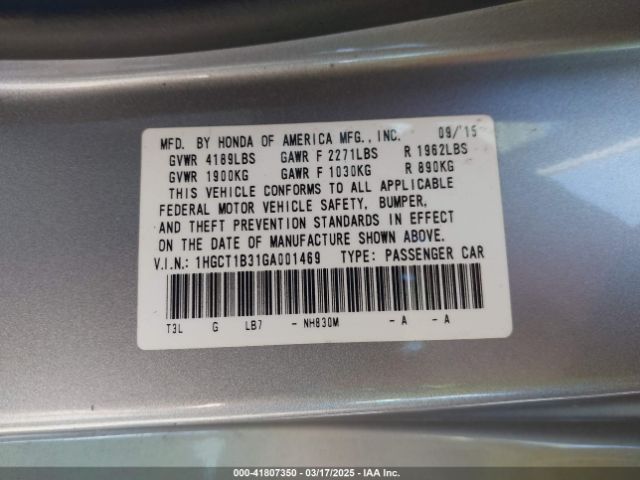 MFD. BY HONDA OF AMERICA MFG., INC. 09/'15
GVWR 4189LBS GAWR F 2271LBS R 1962LBS
GVWR 1900KG GAWR F 1030KG R 890KG
THIS VEHICLE CONFORMS TO ALL APPLICABLE
FEDERAL MOTOR VEHICLE SAFETY, BUMPER,
AND THEFT PREVENTION STANDARDS IN EFFECT
ON THE DATE OF MANUFACTURE SHOWN ABOVE.
V.I.N.: 1HGCT1B31GA001469 TYPE: PASSENGER CAR
T3L G LB7 - NH830M - A - A
000-41807350 — 03/17/2025 — IAA Inc.